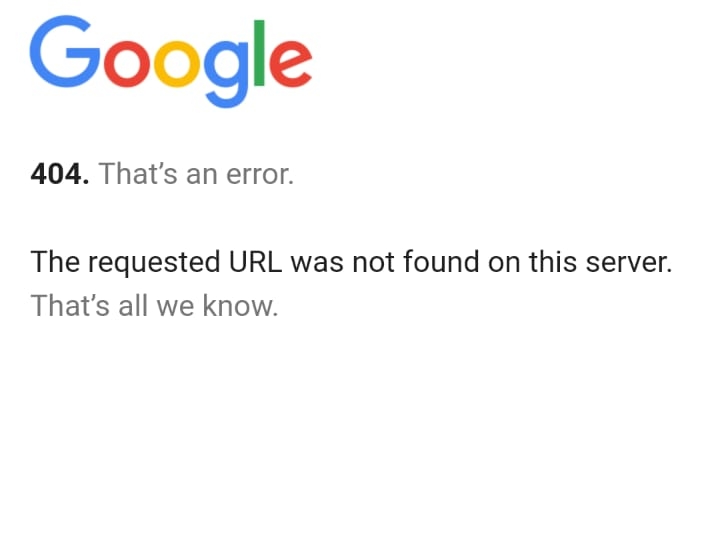 Google
404. That’s an error.
The requested URL was not found on this server.
That’s all we know.